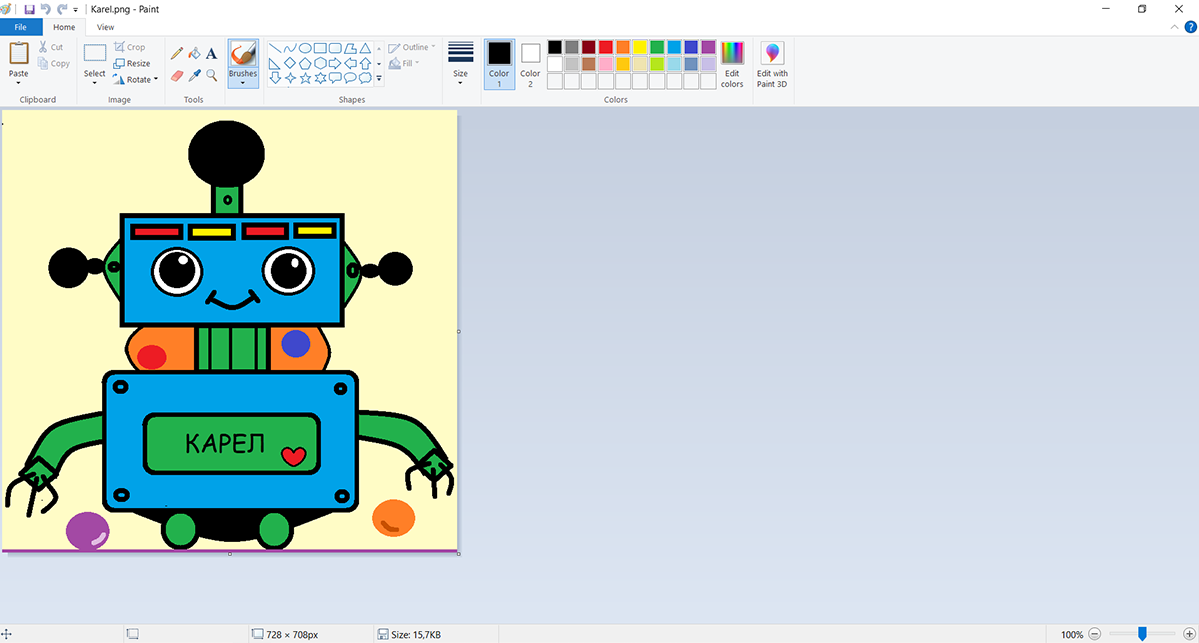 Karel.png - Paint
File Home View
Paste Cut Copy Clipboard
Select Crop Resize Rotate Image
A Tools
Brushes
Outline Fill Shapes
Size
Color 1 Color 2 Edit colors Colors
Edit with Paint 3D
КАРЕЛ
728 × 708px Size: 15,7KB 100%